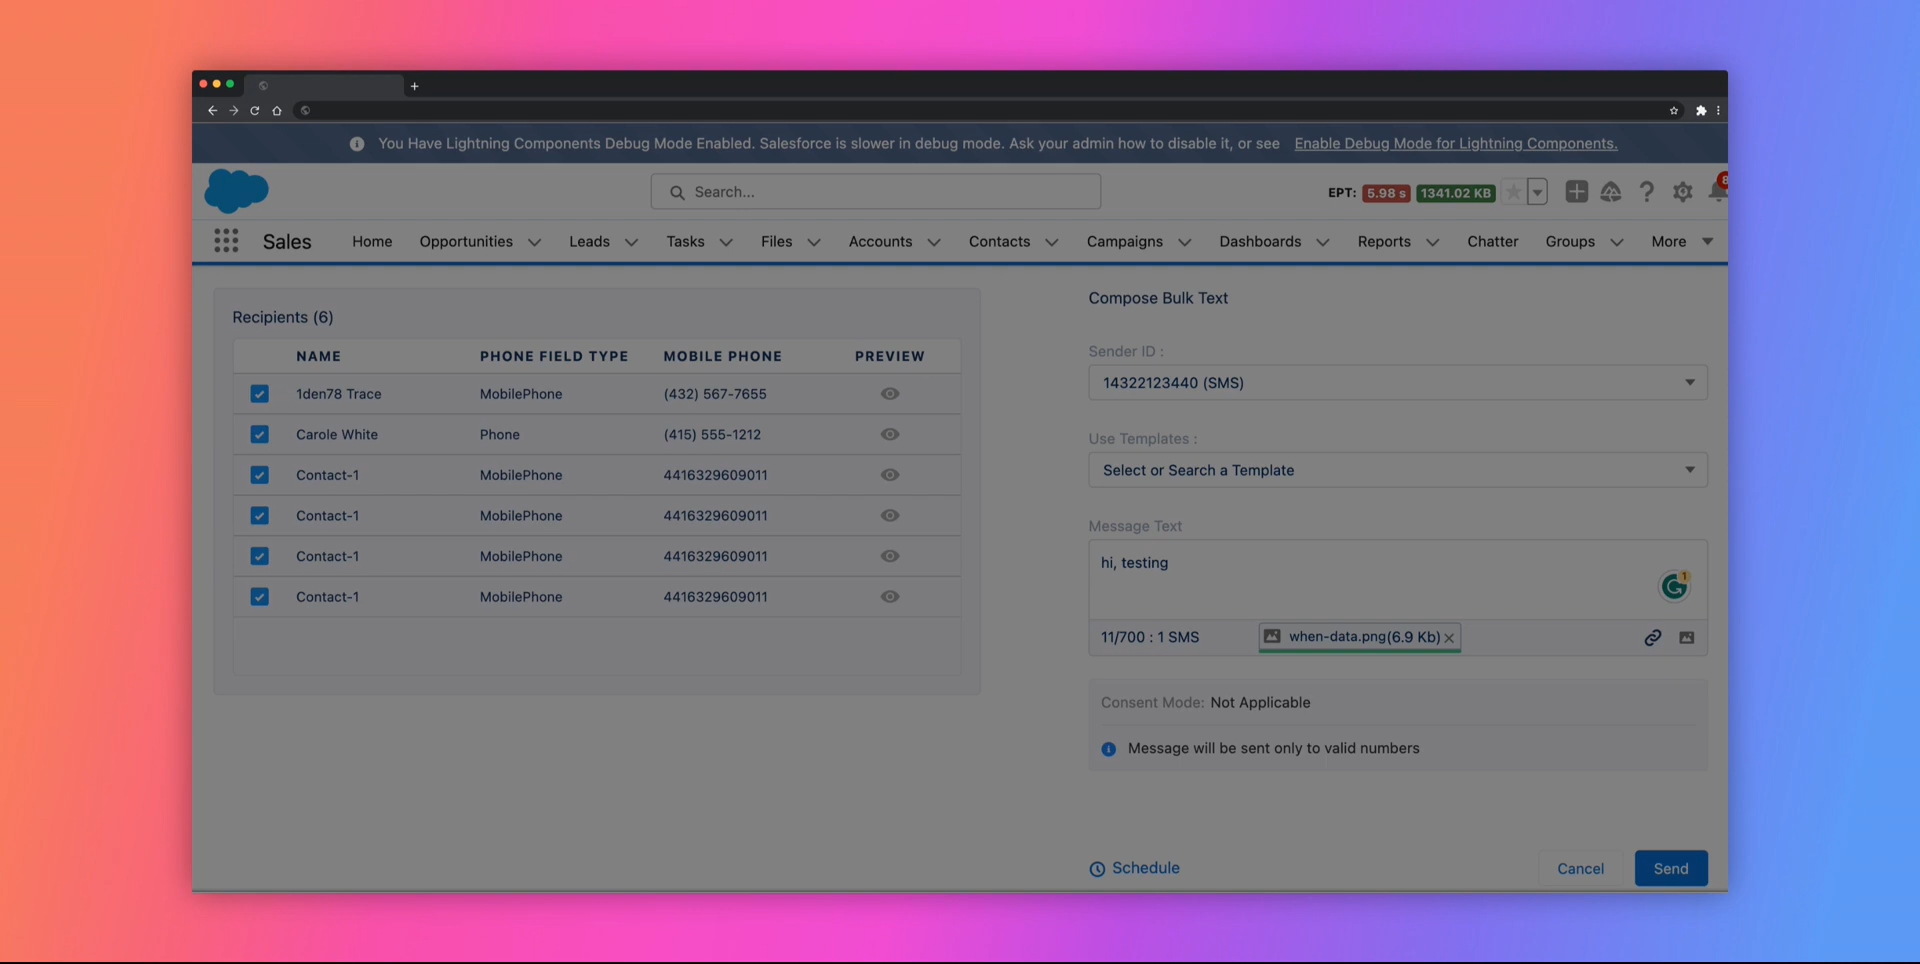 You Have Lightning Components Debug Mode Enabled. Salesforce is slower in debug mode. Ask your admin how to disable it, or see Enable Debug Mode for Lightning Components.
Search...
EPT: 5.98 s 1341.02 KB
8
Sales Home Opportunities Leads Tasks Files Accounts Contacts Campaigns Dashboards Reports Chatter Groups More
Recipients (6)
NAME PHONE FIELD TYPE MOBILE PHONE PREVIEW
1den78 Trace MobilePhone (432) 567-7655
Carole White Phone (415) 555-1212
Contact-1 MobilePhone 4416329609011
Contact-1 MobilePhone 4416329609011
Contact-1 MobilePhone 4416329609011
Contact-1 MobilePhone 4416329609011
Compose Bulk Text
Sender ID :
14322123440 (SMS)
Use Templates :
Select or Search a Template
Message Text
hi, testing
1
11/700 : 1 SMS when-data.png(6.9 Kb)
Consent Mode: Not Applicable
Message will be sent only to valid numbers
Schedule Cancel Send